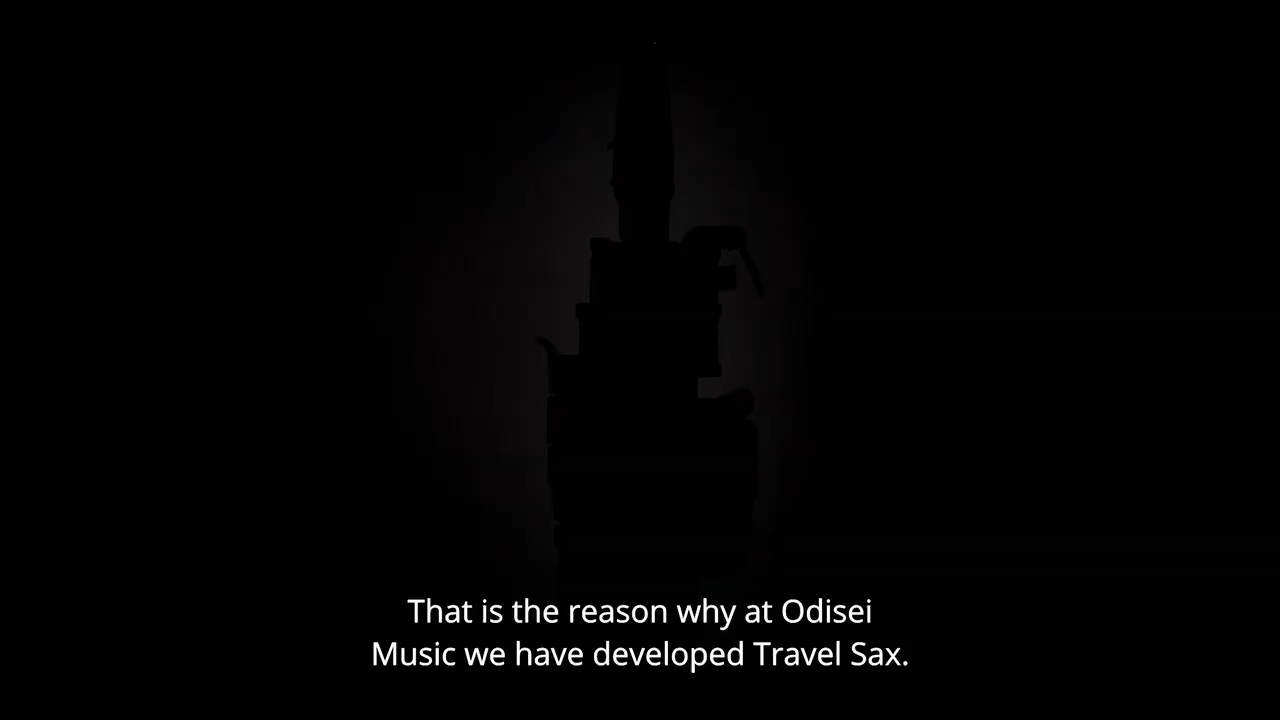 That is the reason why at Odisei
Music we have developed Travel Sax.